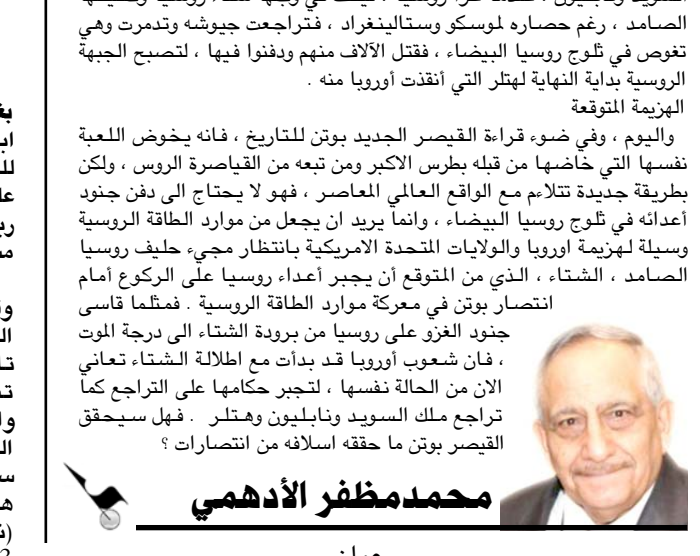 الصامد ، رغم حصاره لموسكو وستالينغراد ، فتراجعت جيوشه وتدمرت وهي
تغوص في ثلوج روسيا البيضاء ، فقتل الآلاف منهم ودفنوا فيها ، لتصبح الجبهة
الروسية بداية النهاية لهتلر التي أنقذت أوروبا منه .
الهزيمة المتوقعة
واليوم ، وفي ضوء قراءة القيصر الجديد بوتن للتاريخ ، فانه يخوض اللعبة
نفسها التي خاضها من قبله بطرس الاكبر ومن تبعه من القياصرة الروس ، ولكن
بطريقة جديدة تتلاءم مع الواقع العالمي المعاصر ، فهو لا يحتاج الى دفن جنود
أعدائه في ثلوج روسيا البيضاء ، وانما يريد ان يجعل من موارد الطاقة الروسية
وسيلة لهزيمة اوروبا والولايات المتحدة الامريكية بانتظار مجيء حليف روسيا
الصامد ، الشتاء ، الذي من المتوقع أن يجبر أعداء روسيا على الركوع أمام
انتصار بوتن في معركة موارد الطاقة الروسية . فمثلما قاسى
جنود الغزو على روسيا من برودة الشتاء الى درجة الموت
، فان شعوب أوروبا قد بدأت مع اطلالة الشتاء تعاني
الان من الحالة نفسها ، لتجبر حكامها على التراجع كما
تراجع ملك السويد ونابليون وهتلر . فهل سيحقق
القيصر بوتن ما حققه اسلافه من انتصارات ؟
محمدمظفر الأدهمي